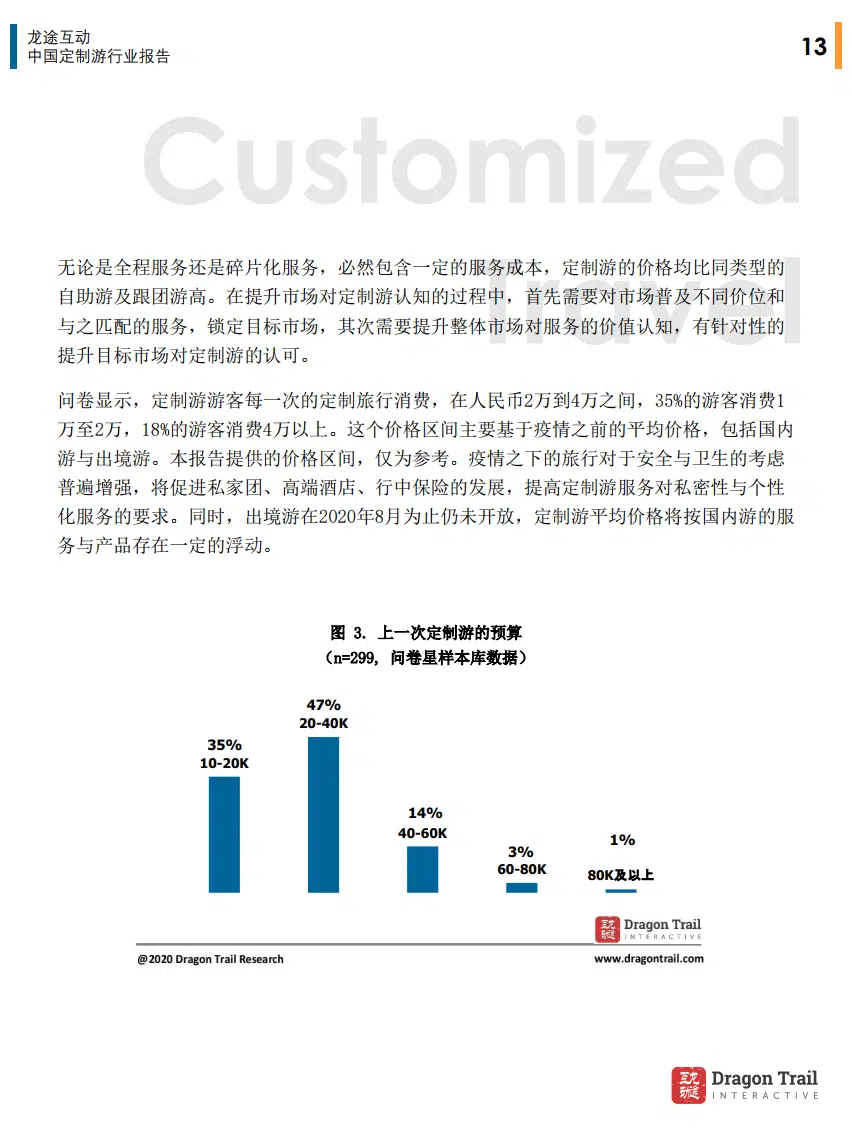 龙途互动
中国定制游行业报告
13
Customized
Travel
无论是全程服务还是碎片化服务，必然包含一定的服务成本，定制游的价格均比同类型的
自助游及跟团游高。在提升市场对定制游认知的过程中，首先需要对市场普及不同价位和
与之匹配的服务，锁定目标市场，其次需要提升整体市场对服务的价值认知，有针对性的
提升目标市场对定制游的认可。
问卷显示，定制游游客每一次的定制旅行消费，在人民币2万到4万之间，35%的游客消费1
万至2万，18%的游客消费4万以上。这个价格区间主要基于疫情之前的平均价格，包括国内
游与出境游。本报告提供的价格区间，仅为参考。疫情之下的旅行对于安全与卫生的考虑
普遍增强，将促进私家团、高端酒店、行中保险的发展，提高定制游服务对私密性与个性
化服务的要求。同时，出境游在2020年8月为止仍未开放，定制游平均价格将按国内游的服
务与产品存在一定的浮动。
图 3. 上一次定制游的预算
（n=299, 问卷星样本库数据）
35%
10-20K
47%
20-40K
14%
40-60K
3%
60-80K
1%
80K及以上
互龙动途 Dragon Trail
INTERACTIVE
@2020 Dragon Trail Research
www.dragontrail.com
互龙动途 Dragon Trail
INTERACTIVE